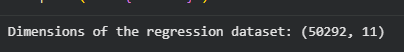 Dimensions of the regression dataset: (50292, 11)